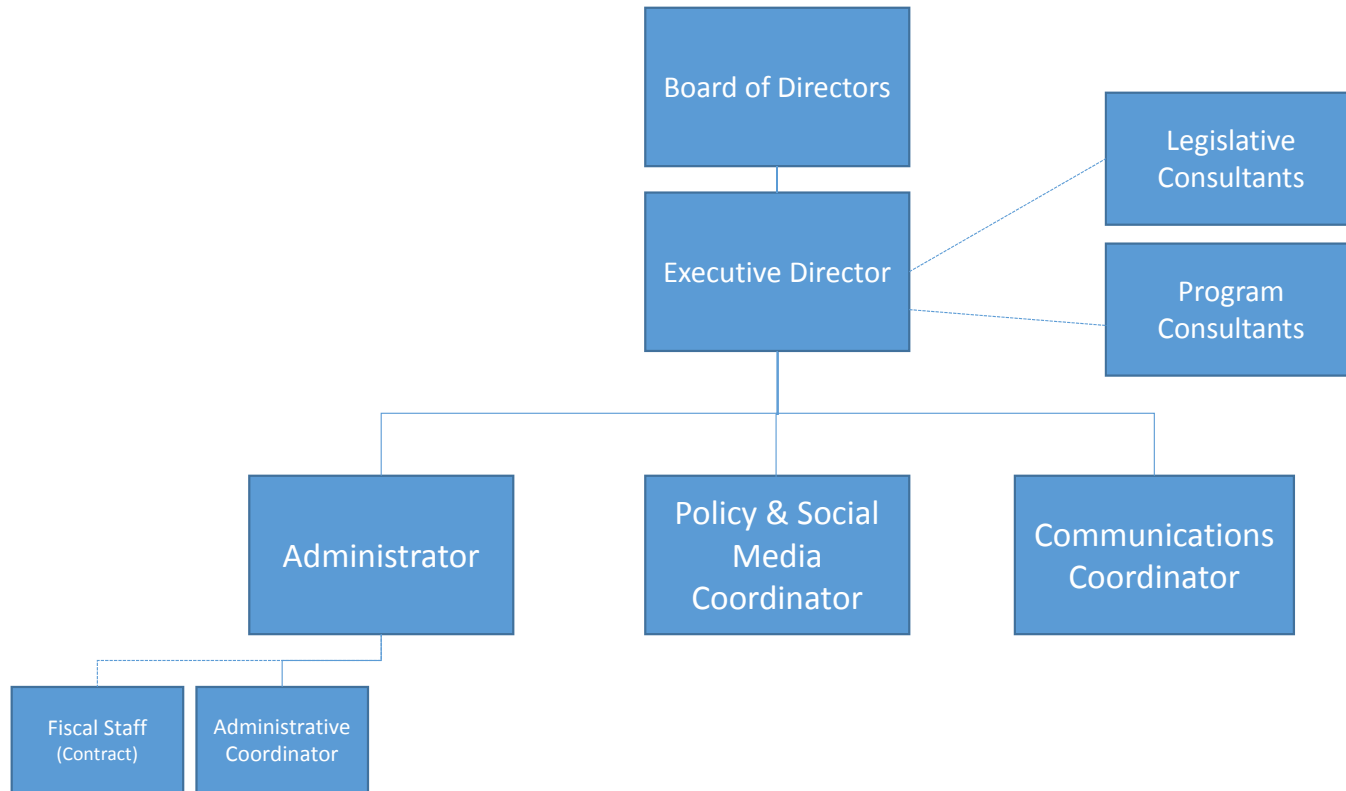 Board of Directors
Legislative
Consultants
Executive Director
Program
Consultants
Administrator
Policy & Social
Media
Coordinator
Communications
Coordinator
Fiscal Staff
(Contract)
Administrative
Coordinator